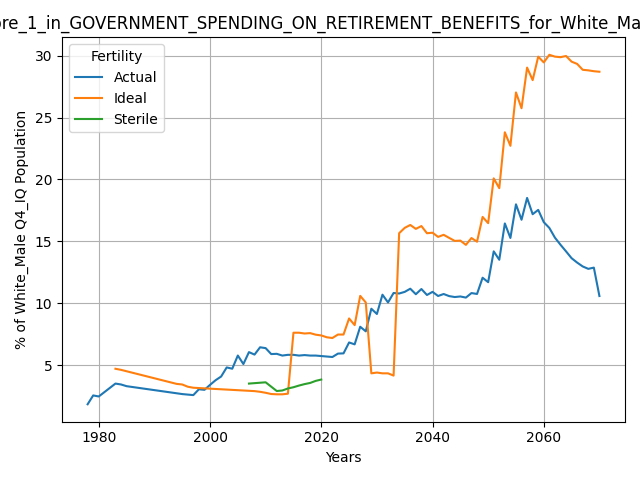 ore_1_in_GOVERNMENT_SPENDING_ON_RETIREMENT_BENEFITS_for_White_Ma
Fertility
Actual
Ideal
Sterile
% of White_Male Q4_IQ Population
30
25
20
15
10
5
1980 2000 2020 2040 2060
Years